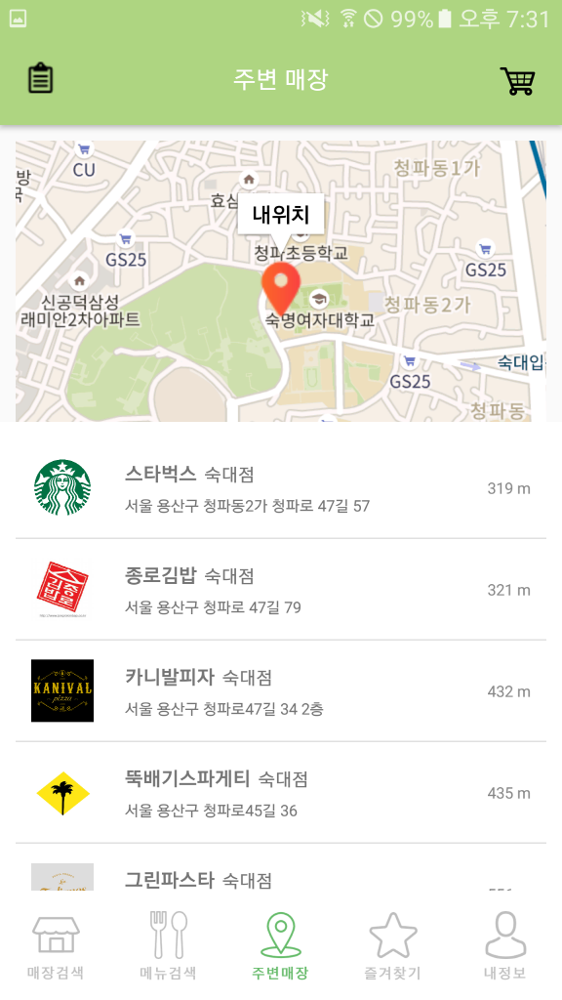 99% 오후 7:31
주변 매장
CU
청파동1가
방
국
효심
내위치
GS25
청파초등학교
GS25
신공덕삼성
래미안2차아파트
청파동2가
숙명여자대학교
숙대입
GS25
청파동
스타벅스 숙대점
서울 용산구 청파동2가 청파로 47길 57
319 m
종로김밥
종로김밥 숙대점
서울 용산구 청파로 47길 79
321 m
KANIVAL
pizza
카니발피자 숙대점
서울 용산구 청파로47길 34 2층
432 m
뚝배기스파게티 숙대점
서울 용산구 청파로45길 36
435 m
그린파스타 숙대점
매장검색
메뉴검색
주변매장
즐겨찾기
내정보